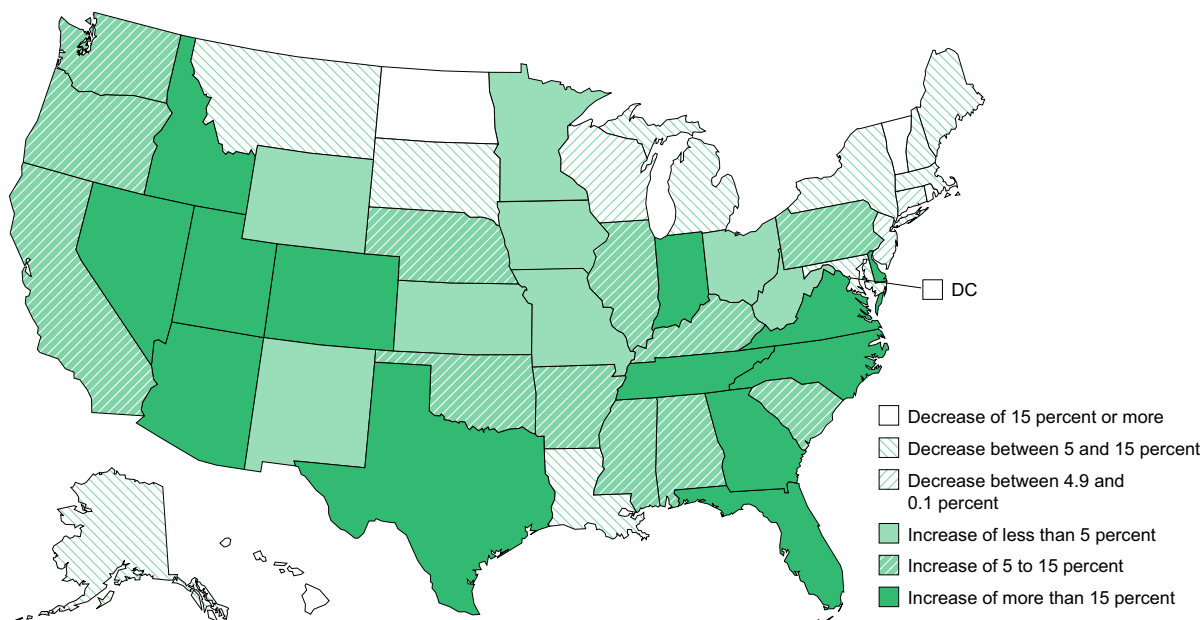 DC
Decrease of 15 percent or more
Decrease between 5 and 15 percent
Decrease between 4.9 and
0.1 percent
Increase of less than 5 percent
Increase of 5 to 15 percent
Increase of more than 15 percent